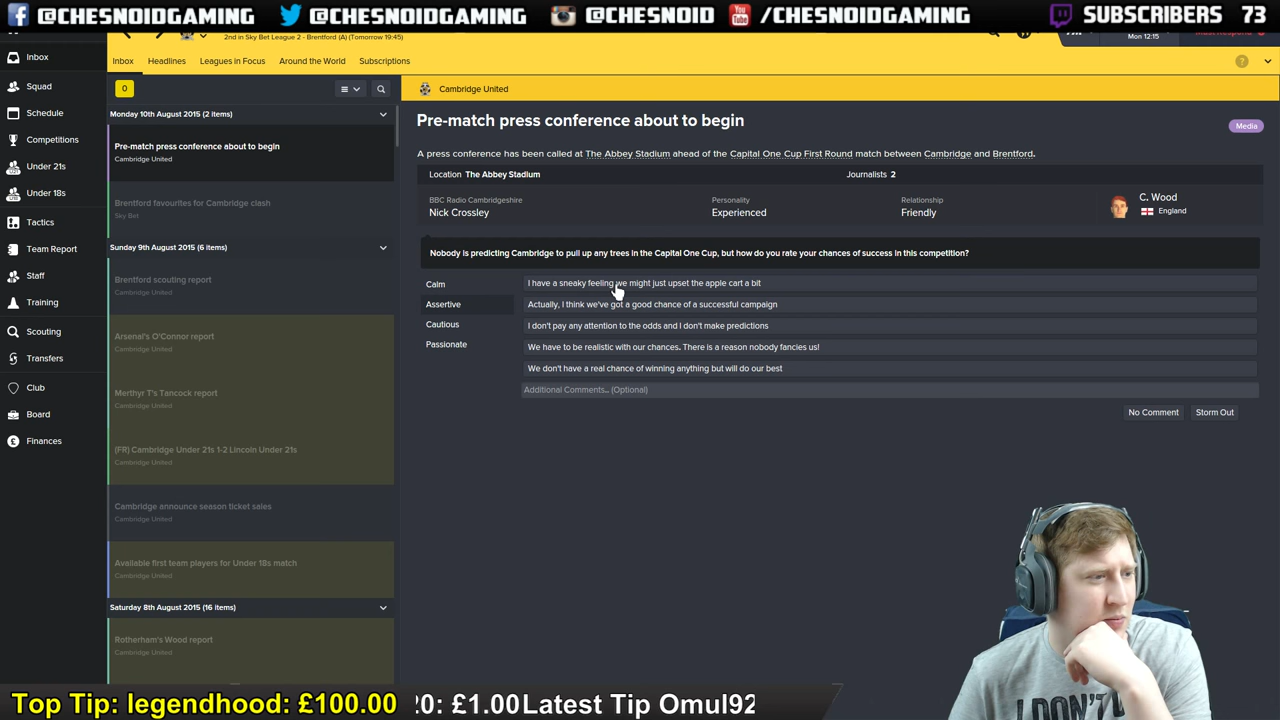 @CHESNOIDGAMING @CHESNOIDGAMING @CHESNOID /CHESNOIDGAMING SUBSCRIBERS 73
2nd in Sky Bet League 2 - Brentford (A) (Tomorrow 19:45)
Mon 12:15
Must Respond
Inbox
Squad
Schedule
Competitions
Under 21s
Under 18s
Tactics
Team Report
Staff
Training
Scouting
Transfers
Club
Board
Finances
Inbox Headlines Leagues in Focus Around the World Subscriptions
0
Monday 10th August 2015 (2 items)
Pre-match press conference about to begin
Cambridge United
Brentford favourites for Cambridge clash
Sky Bet
Sunday 9th August 2015 (6 items)
Brentford scouting report
Cambridge United
Arsenal's O'Connor report
Cambridge United
Merthyr T's Tancock report
Cambridge United
(FR) Cambridge Under 21s 1-2 Lincoln Under 21s
Cambridge United
Cambridge announce season ticket sales
Cambridge United
Available first team players for Under 18s match
Cambridge United
Saturday 8th August 2015 (16 items)
Rotherham's Wood report
Cambridge United
Cambridge United
Pre-match press conference about to begin
Media
A press conference has been called at The Abbey Stadium ahead of the Capital One Cup First Round match between Cambridge and Brentford.
Location The Abbey Stadium Journalists 2
BBC Radio Cambridgeshire
Nick Crossley
Personality
Experienced
Relationship
Friendly
C. Wood
England
Nobody is predicting Cambridge to pull up any trees in the Capital One Cup, but how do you rate your chances of success in this competition?
Calm
Assertive
Cautious
Passionate
I have a sneaky feeling we might just upset the apple cart a bit
Actually, I think we've got a good chance of a successful campaign
I don't pay any attention to the odds and I don't make predictions
We have to be realistic with our chances. There is a reason nobody fancies us!
We don't have a real chance of winning anything but will do our best
Additional Comments.. (Optional)
No Comment Storm Out
I DON'T
Top Tip: legendhood: £100.00 20: £1.00 Latest Tip Omul92